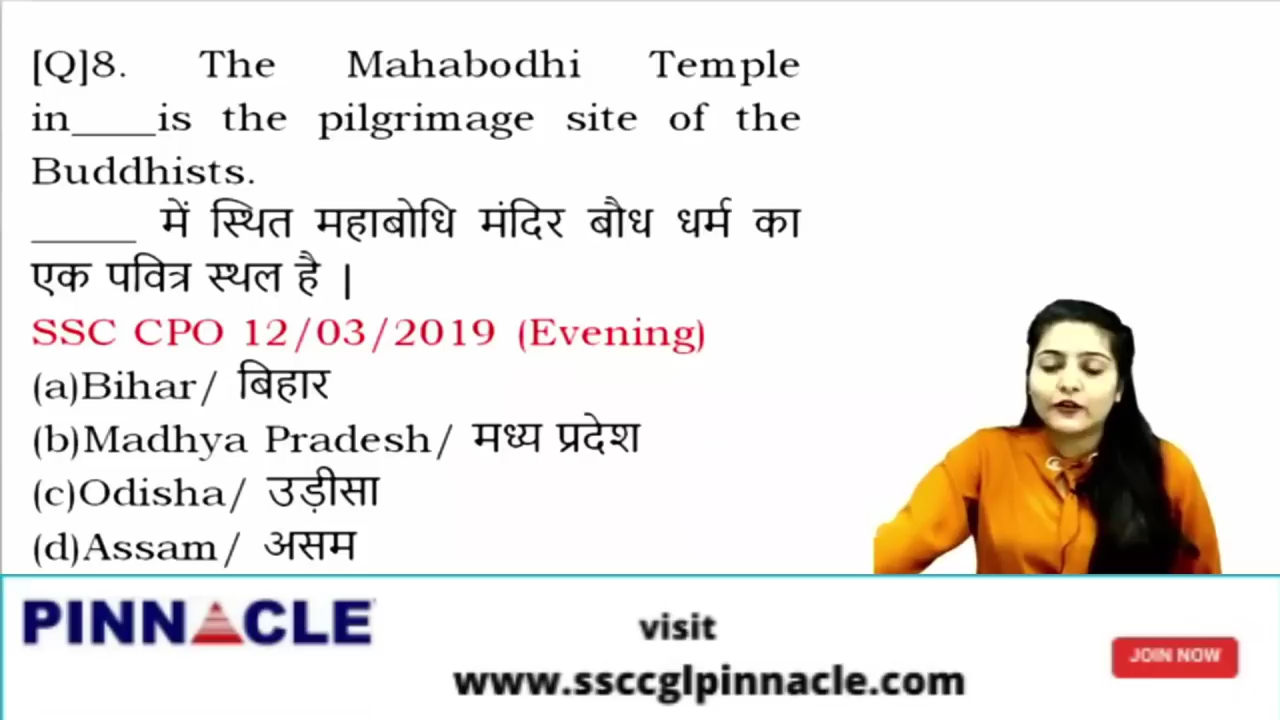 [Q]8. The Mahabodhi Temple
in____is the pilgrimage site of the
Buddhists.
_____ में स्थित महाबोधि मंदिर बौध धर्म का
एक पवित्र स्थल है |
SSC CPO 12/03/2019 (Evening)
(a)Bihar/ बिहार
(b)Madhya Pradesh/ मध्य प्रदेश
(c)Odisha/ उड़ीसा
(d)Assam/ असम
PINNACLE
visit
www.ssccglpinnacle.com
JOIN NOW